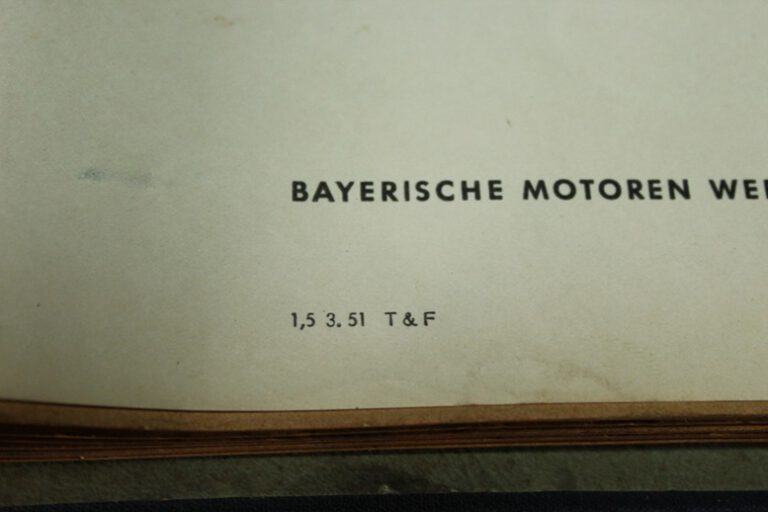 BAYERISCHE MOTOREN
1,5 3. 51 T & F